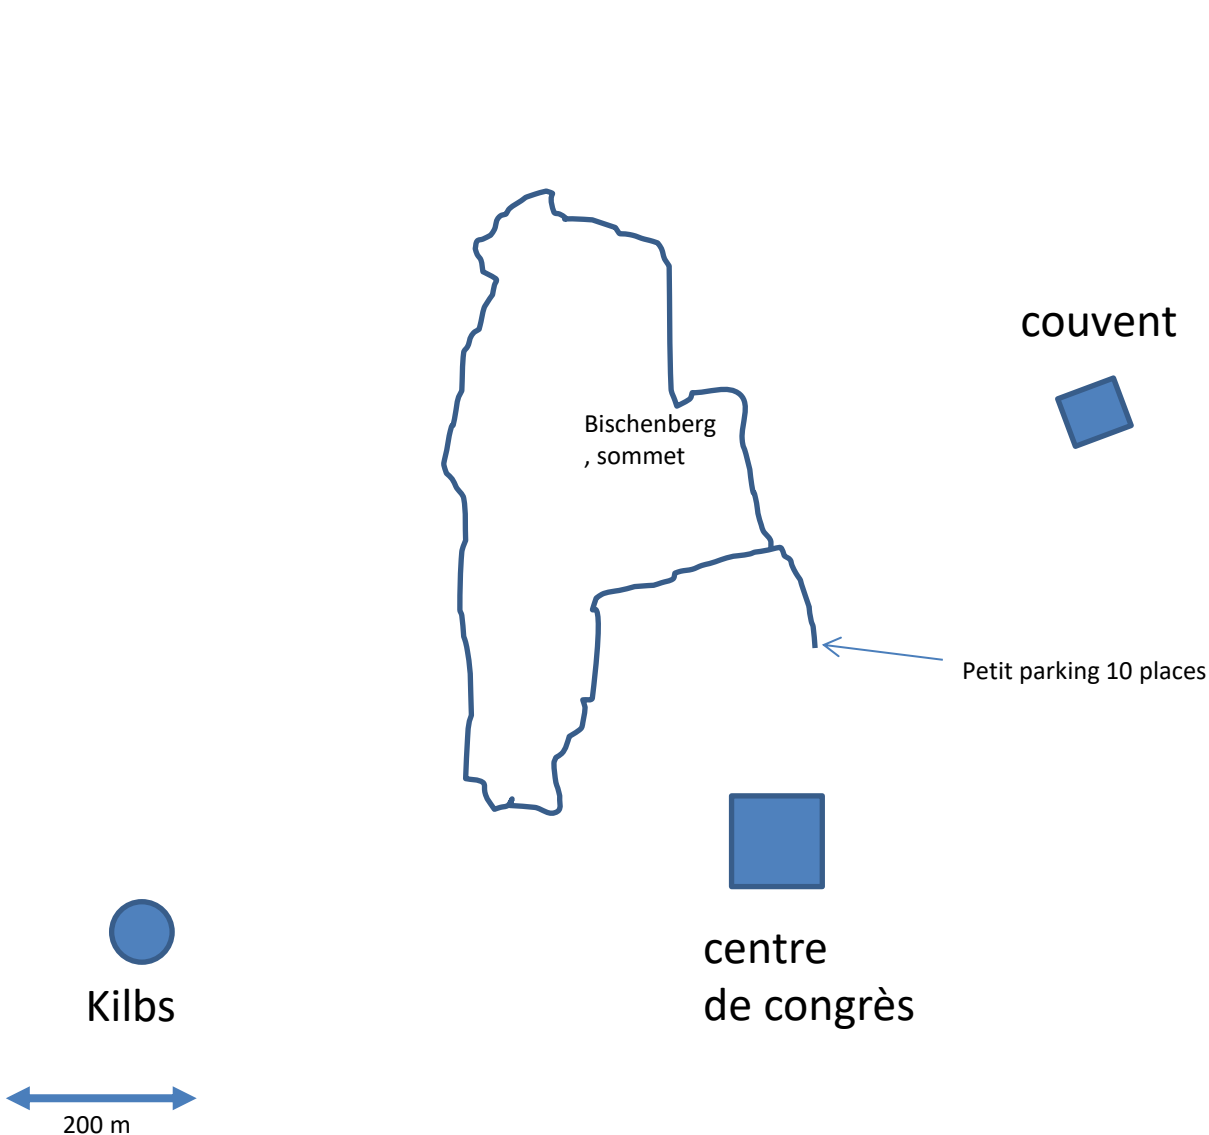 couvent
Bischenberg
, sommet
Petit parking 10 places
centre
de congrès
Kilbs
200 m